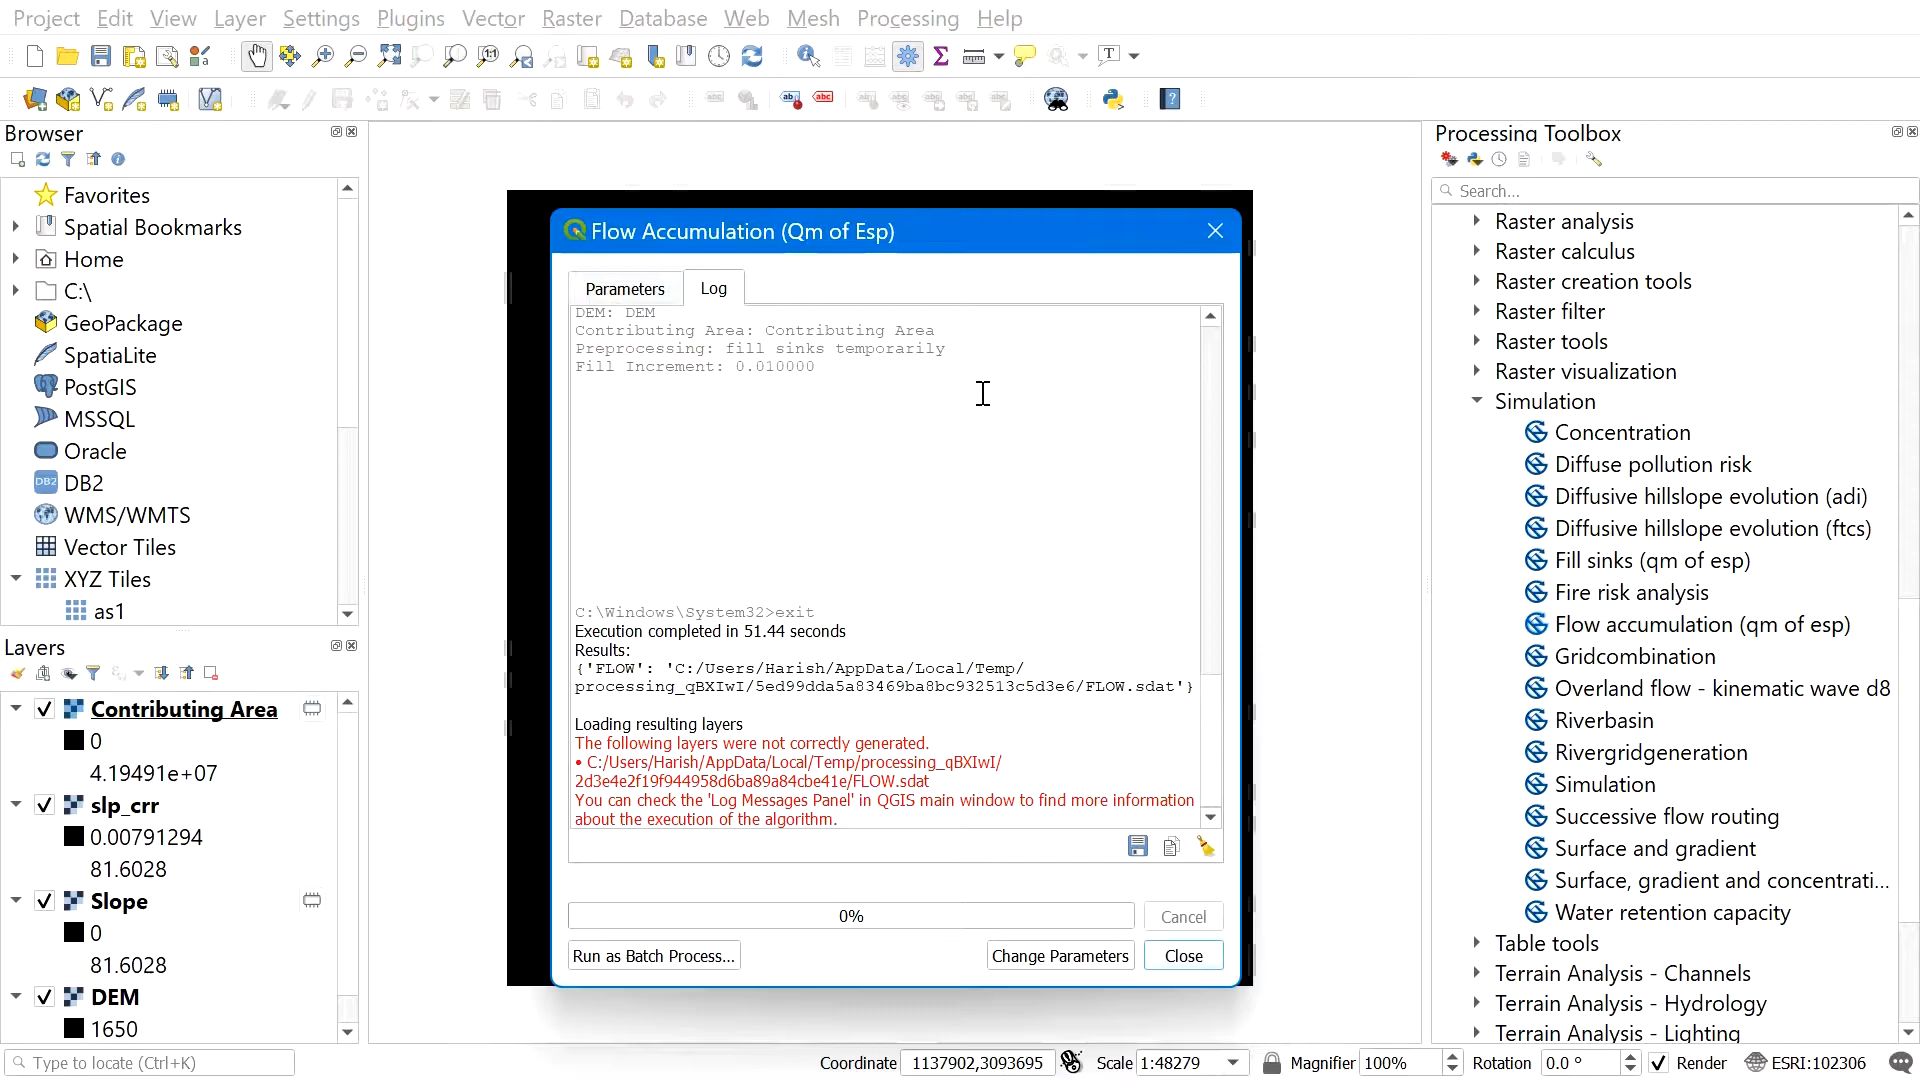 Project Edit View Layer Settings Plugins Vector Raster Database Web Mesh Processing Help
Browser
Favorites
Spatial Bookmarks
Home
C:\
GeoPackage
SpatiaLite
PostGIS
MSSQL
Oracle
DB2
WMS/WMTS
Vector Tiles
XYZ Tiles
as1
Layers
Contributing Area
0
4.19491e+07
slp_crr
0.00791294
81.6028
Slope
0
81.6028
DEM
1650
Flow Accumulation (Qm of Esp)
Parameters Log
DEM: DEM
Contributing Area: Contributing Area
Preprocessing: fill sinks temporarily
Fill Increment: 0.010000
C:\Windows\System32>exit
Execution completed in 51.44 seconds
Results:
{'FLOW': 'C:/Users/Harish/AppData/Local/Temp/
processing_qBXIwI/5ed99dda5a83469ba8bc932513c5d3e6/FLOW.sdat'}
Loading resulting layers
The following layers were not correctly generated.
• C:/Users/Harish/AppData/Local/Temp/processing_qBXIwI/
2d3e4e2f19f944958d6ba89a84cbe41e/FLOW.sdat
You can check the 'Log Messages Panel' in QGIS main window to find more information
about the execution of the algorithm.
0%
Cancel
Run as Batch Process...
Change Parameters
Close
Processing Toolbox
Search...
Raster analysis
Raster calculus
Raster creation tools
Raster filter
Raster tools
Raster visualization
Simulation
Concentration
Diffuse pollution risk
Diffusive hillslope evolution (adi)
Diffusive hillslope evolution (ftcs)
Fill sinks (qm of esp)
Fire risk analysis
Flow accumulation (qm of esp)
Gridcombination
Overland flow - kinematic wave d8
Riverbasin
Rivergridgeneration
Simulation
Successive flow routing
Surface and gradient
Surface, gradient and concentrati...
Water retention capacity
Table tools
Terrain Analysis - Channels
Terrain Analysis - Hydrology
Terrain Analysis - Lighting
Type to locate (Ctrl+K)
Coordinate 1137902,3093695 Scale 1:48279 Magnifier 100% Rotation 0.0 ° Render ESRI:102306